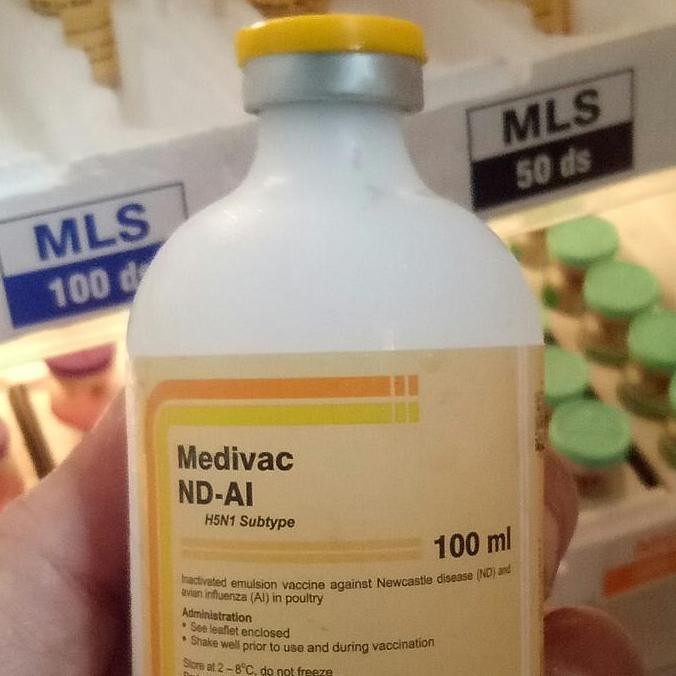 MLS
50 ds
MLS
100 ds
Medivac
ND-AI
H5N1 Subtype
100 ml
Inactivated emulsion vaccine against Newcastle disease (ND) and
avian influenza (AI) in poultry
Administration
* See leaflet enclosed
* Shake well prior to use and during vaccination
Store at 2 – 8°C, do not freeze